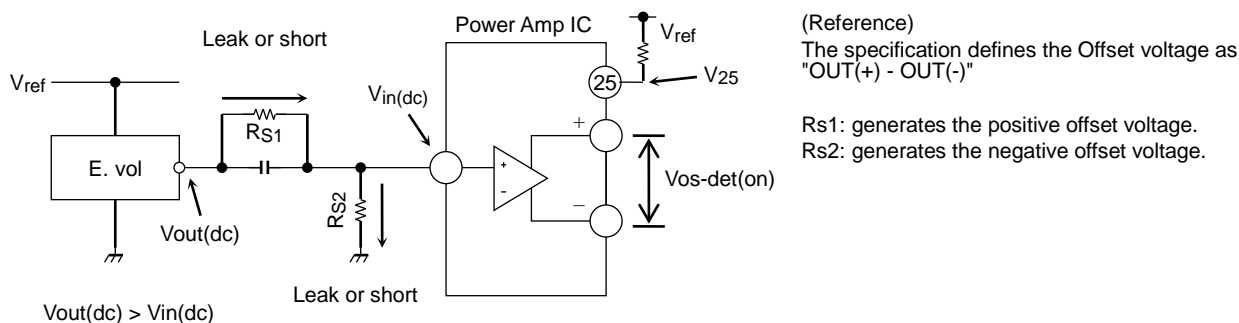 Leak or short
Power Amp IC
Vref
(Reference)
The specification defines the Offset voltage as
"OUT(+) - OUT(-)"
Vref
V25
25
Vin(dc)
RS1
+
Rs1: generates the positive offset voltage.
Rs2: generates the negative offset voltage.
E. vol
+
-
Vos-det(on)
RS2
−
Vout(dc)
Leak or short
Vout(dc) > Vin(dc)